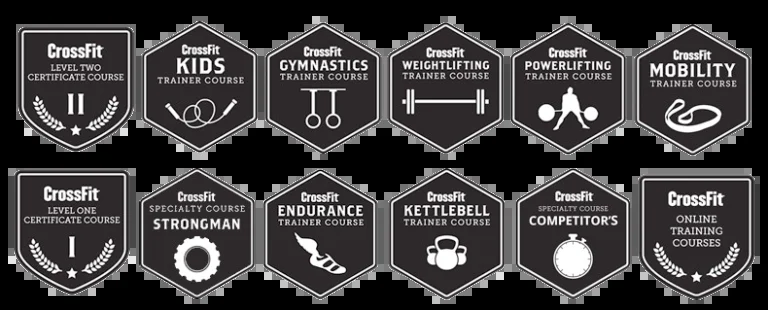 CrossFit
LEVEL TWO
CERTIFICATE COURSE
II
CrossFit
KIDS
TRAINER COURSE
CrossFit
GYMNASTICS
TRAINER COURSE
CrossFit
WEIGHTLIFTING
TRAINER COURSE
CrossFit
POWERLIFTING
TRAINER COURSE
CrossFit
MOBILITY
TRAINER COURSE
CrossFit
LEVEL ONE
CERTIFICATE COURSE
I
CrossFit
SPECIALTY COURSE
STRONGMAN
CrossFit
ENDURANCE
TRAINER COURSE
CrossFit
KETTLEBELL
TRAINER COURSE
CrossFit
SPECIALTY COURSE
COMPETITOR'S
CrossFit
ONLINE
TRAINING
COURSES